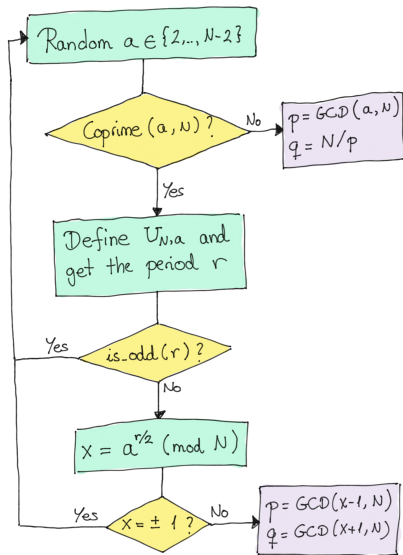 Random a ∈ {2,.., N-2}
Coprime (a, N) ?
No
p = GCD (a, N)
q = N/p
Yes
Define U_N,a and
get the period r
Yes
is_odd (r) ?
No
x = a^r/2 (mod N)
Yes
x = ± 1 ?
No
p = GCD (x-1, N)
q = GCD (x+1, N)